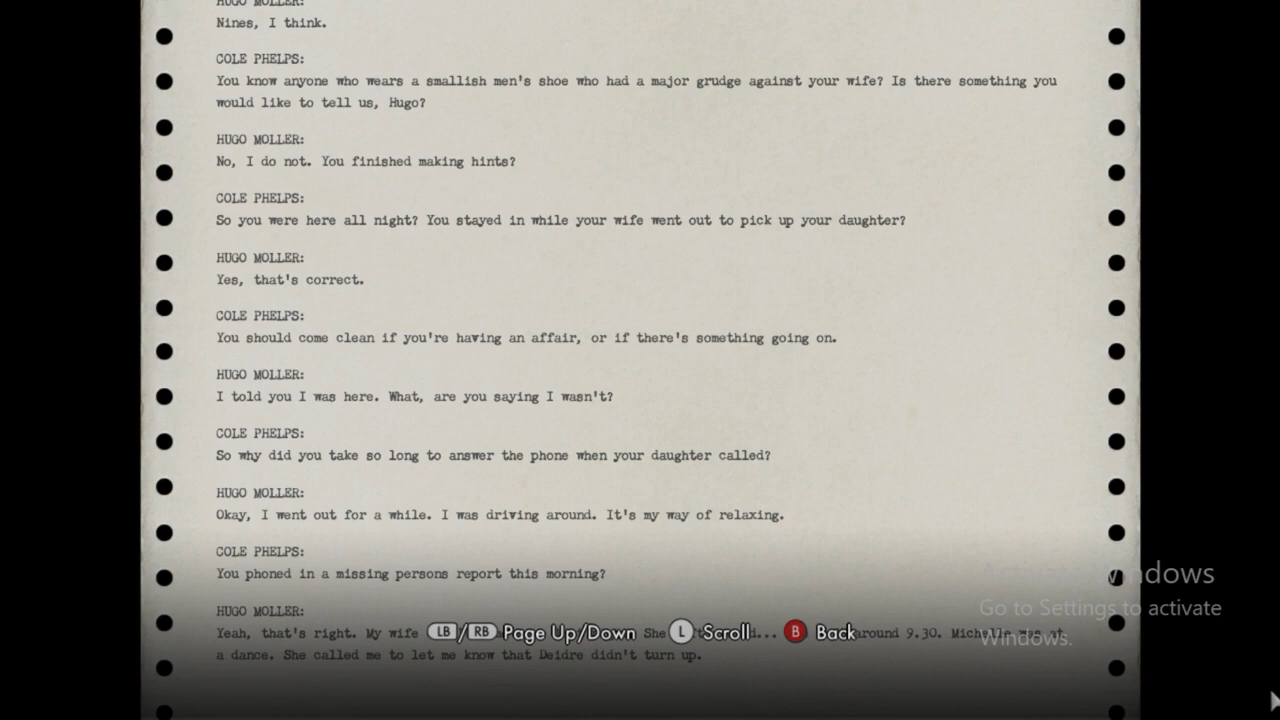 HUGO MOLLER:
Nines, I think.
COLE PHELPS:
You know anyone who wears a smallish men's shoe who had a major grudge against your wife? Is there something you
would like to tell us, Hugo?
HUGO MOLLER:
No, I do not. You finished making hints?
COLE PHELPS:
So you were here all night? You stayed in while your wife went out to pick up your daughter?
HUGO MOLLER:
Yes, that's correct.
COLE PHELPS:
You should come clean if you're having an affair, or if there's something going on.
HUGO MOLLER:
I told you I was here. What, are you saying I wasn't?
COLE PHELPS:
So why did you take so long to answer the phone when your daughter called?
HUGO MOLLER:
Okay, I went out for a while. I was driving around. It's my way of relaxing.
COLE PHELPS:
You phoned in a missing persons report this morning?
HUGO MOLLER:
Yeah, that's right. My wife She around 9.30. Michelle was at
a dance. She called me to let me know that Deidre didn't turn up.
LB/RB Page Up/Down L Scroll... B Back
Activate Windows
Go to Settings to activate
Windows.